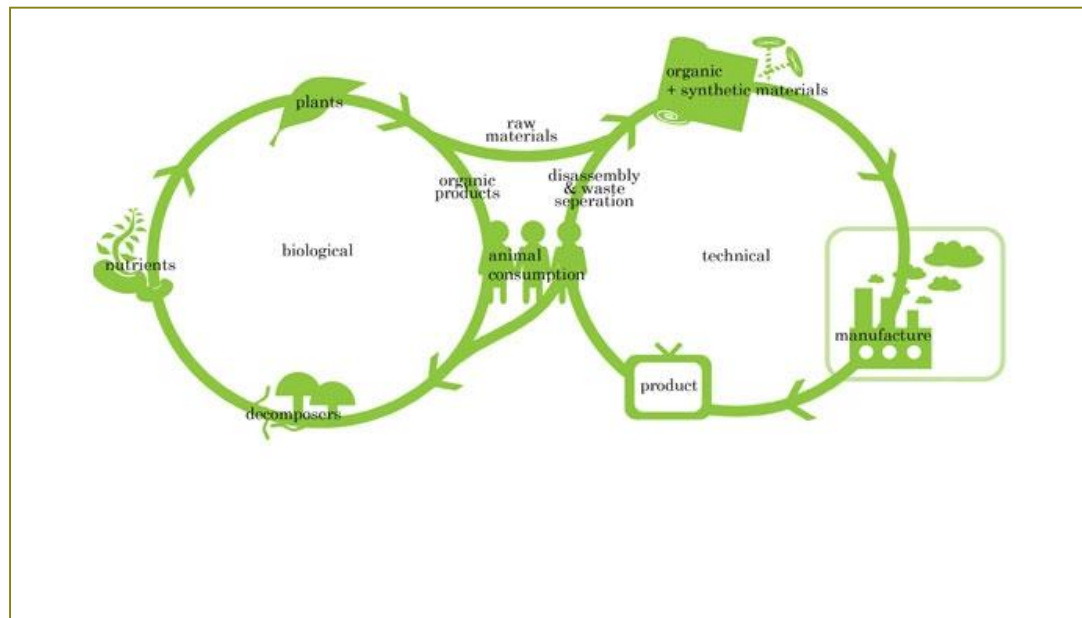 plants
raw
materials
organic
+ synthetic materials
organic
products
disassembly
& waste
seperation
nutrients
biological
animal
consumption
technical
manufacture
product
decomposers